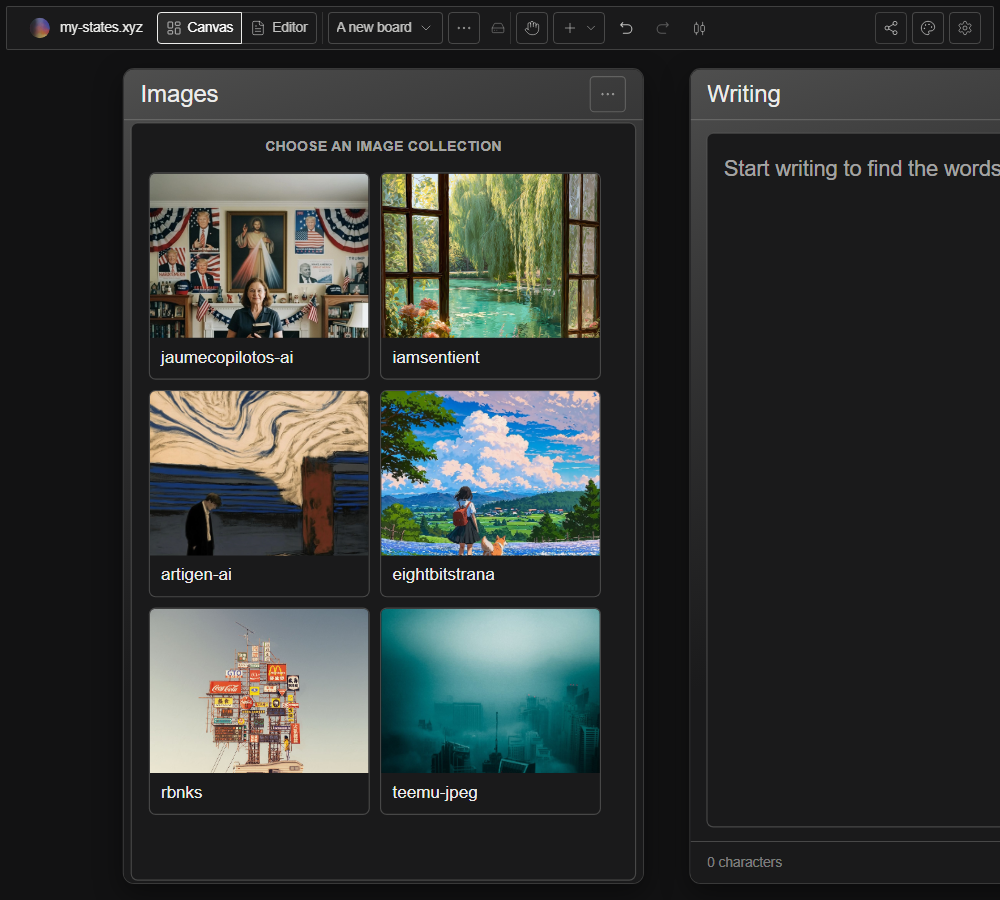 my-states.xyz Canvas Editor A new board
Images
Writing
CHOOSE AN IMAGE COLLECTION
Start writing to find the words
jaumecopilotos-ai
iamsentient
artigen-ai
eightbitstrana
rbnks
teemu-jpeg
0 characters